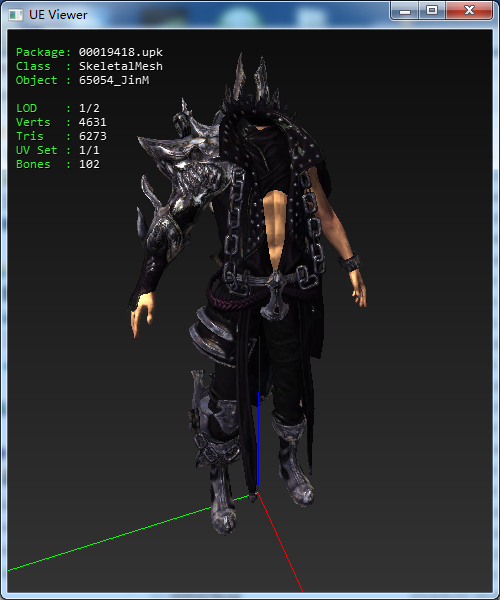 UE Viewer
Package: 00019418.upk
Class : SkeletalMesh
Object : 65054_JinM
LOD : 1/2
Verts : 4631
Tris : 6273
UV Set : 1/1
Bones : 102